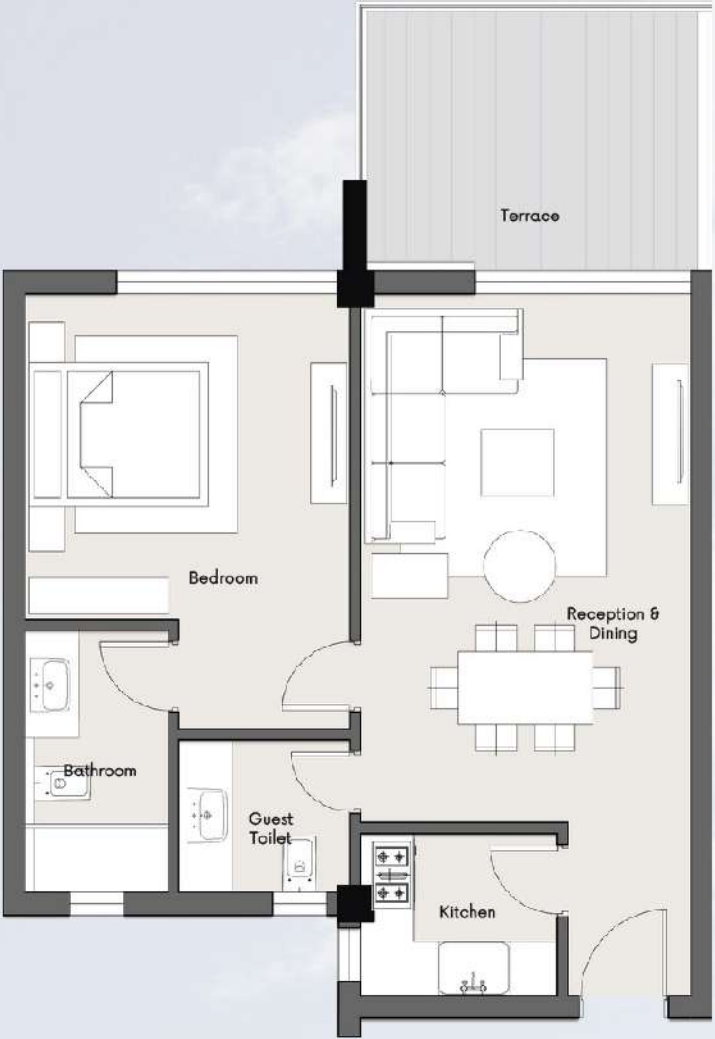 Terrace
Bedroom
Reception &
Dining
Bathroom
Guest
Toilet
Kitchen